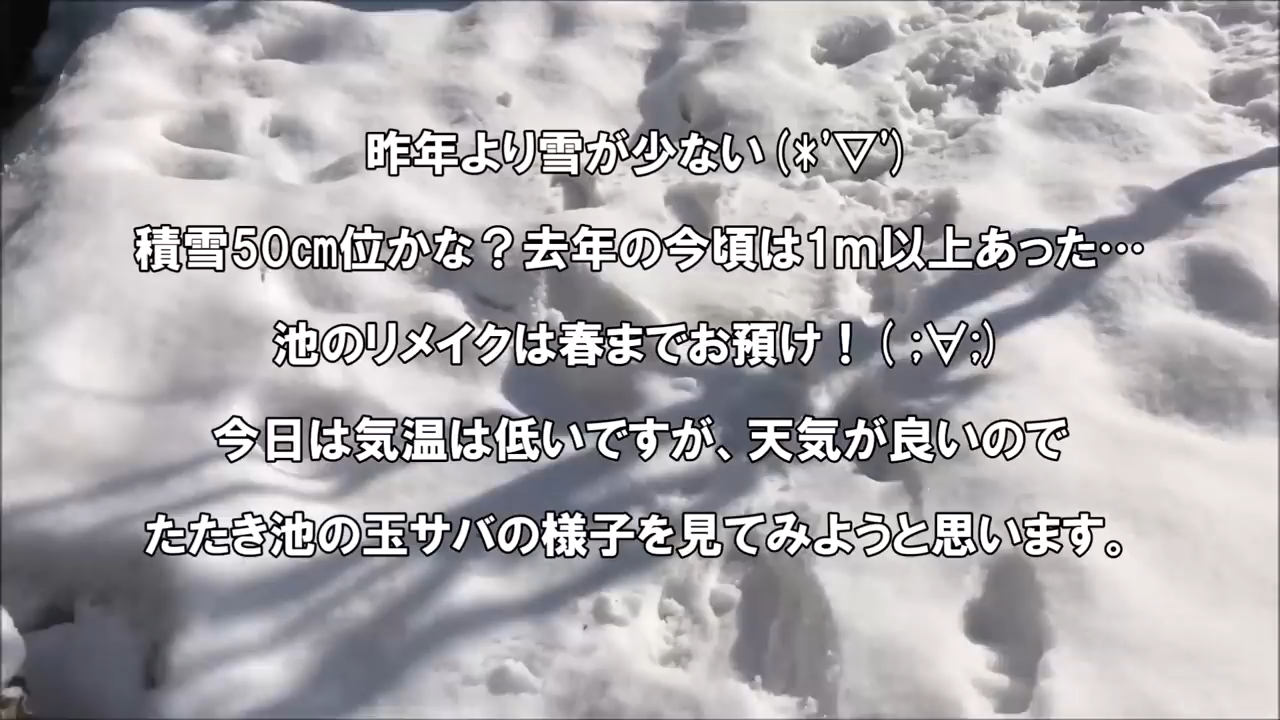 昨年より雪が少ない(*'▽')
積雪50㎝位かな？去年の今頃は1ｍ以上あった…
池のリメイクは春までお預け！(;∀;)
今日は気温は低いですが、天気が良いので
たたき池の玉サバの様子を見てみようと思います。